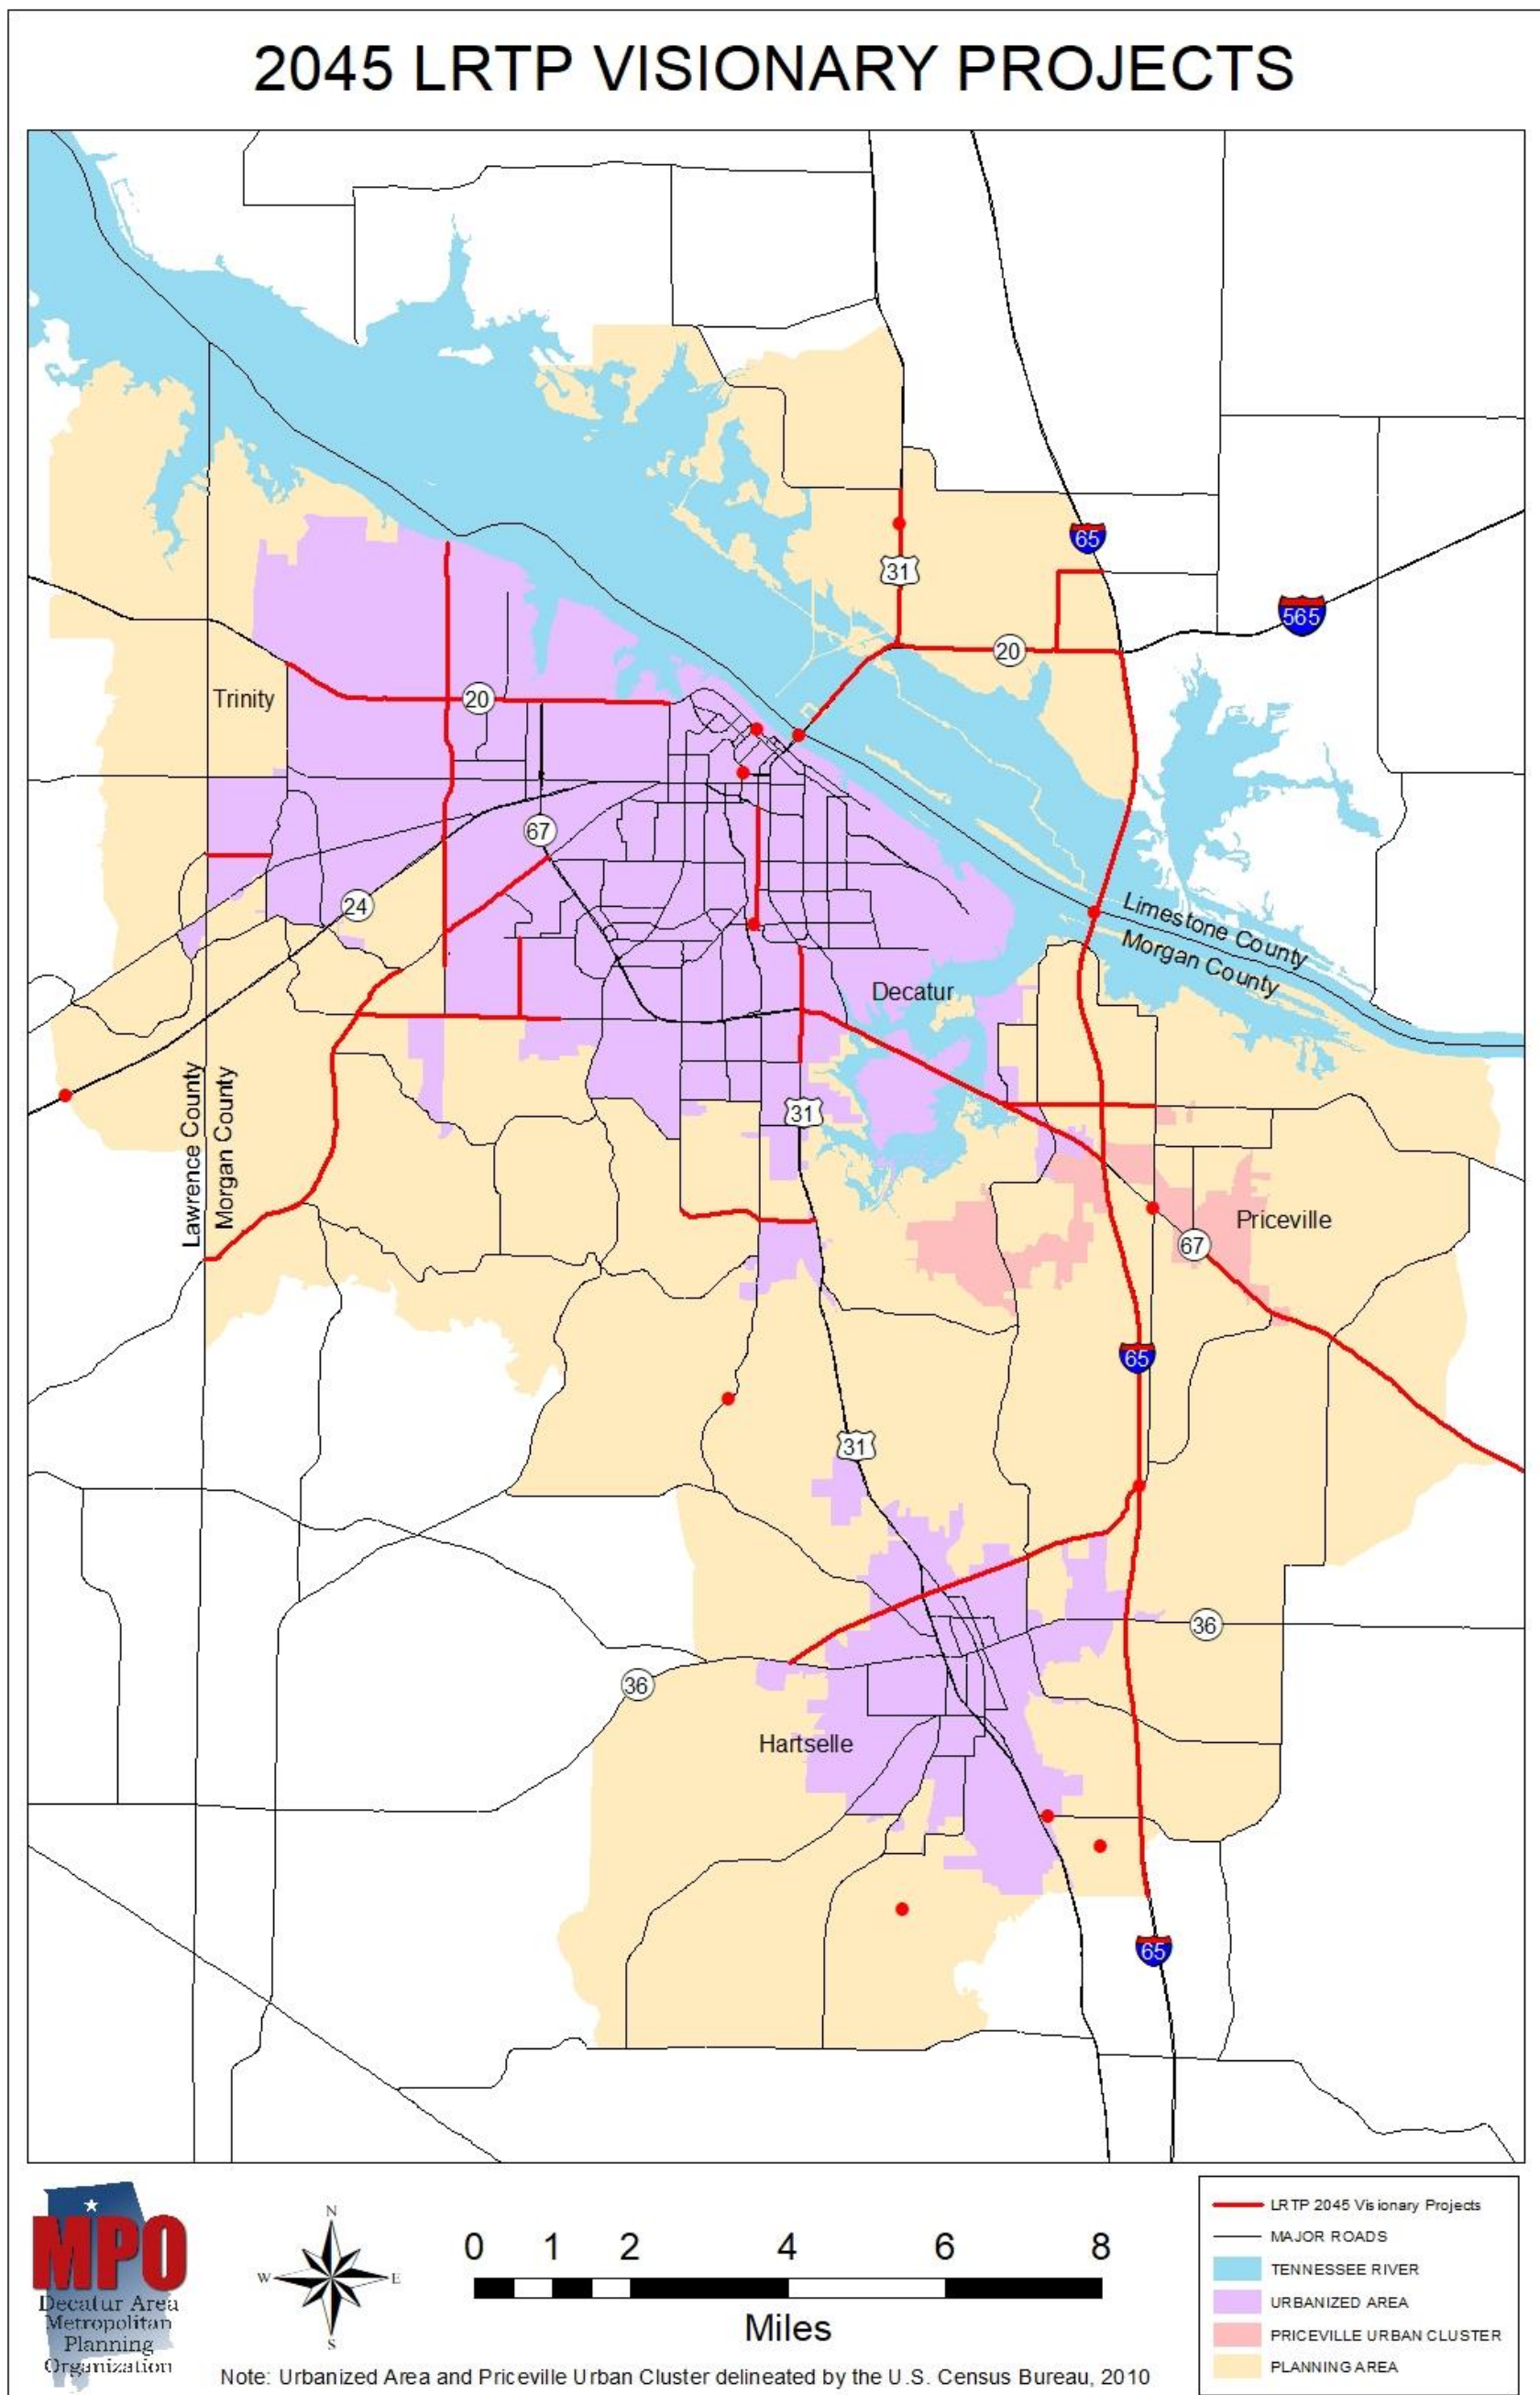 2045 LRTP VISIONARY PROJECTS
65
31
565
20
Trinity
20
67
24
Limestone County
Morgan County
Decatur
Lawrence County
Morgan County
31
Priceville
67
65
31
36
36
Hartselle
65
MPO
Decatur Area
Metropolitan
Planning
Organization
N
W
E
S
0 1 2 4 6 8
Miles
Note: Urbanized Area and Priceville Urban Cluster delineated by the U.S. Census Bureau, 2010
LRTP 2045 Visionary Projects
MAJOR ROADS
TENNESSEE RIVER
URBANIZED AREA
PRICEVILLE URBAN CLUSTER
PLANNING AREA